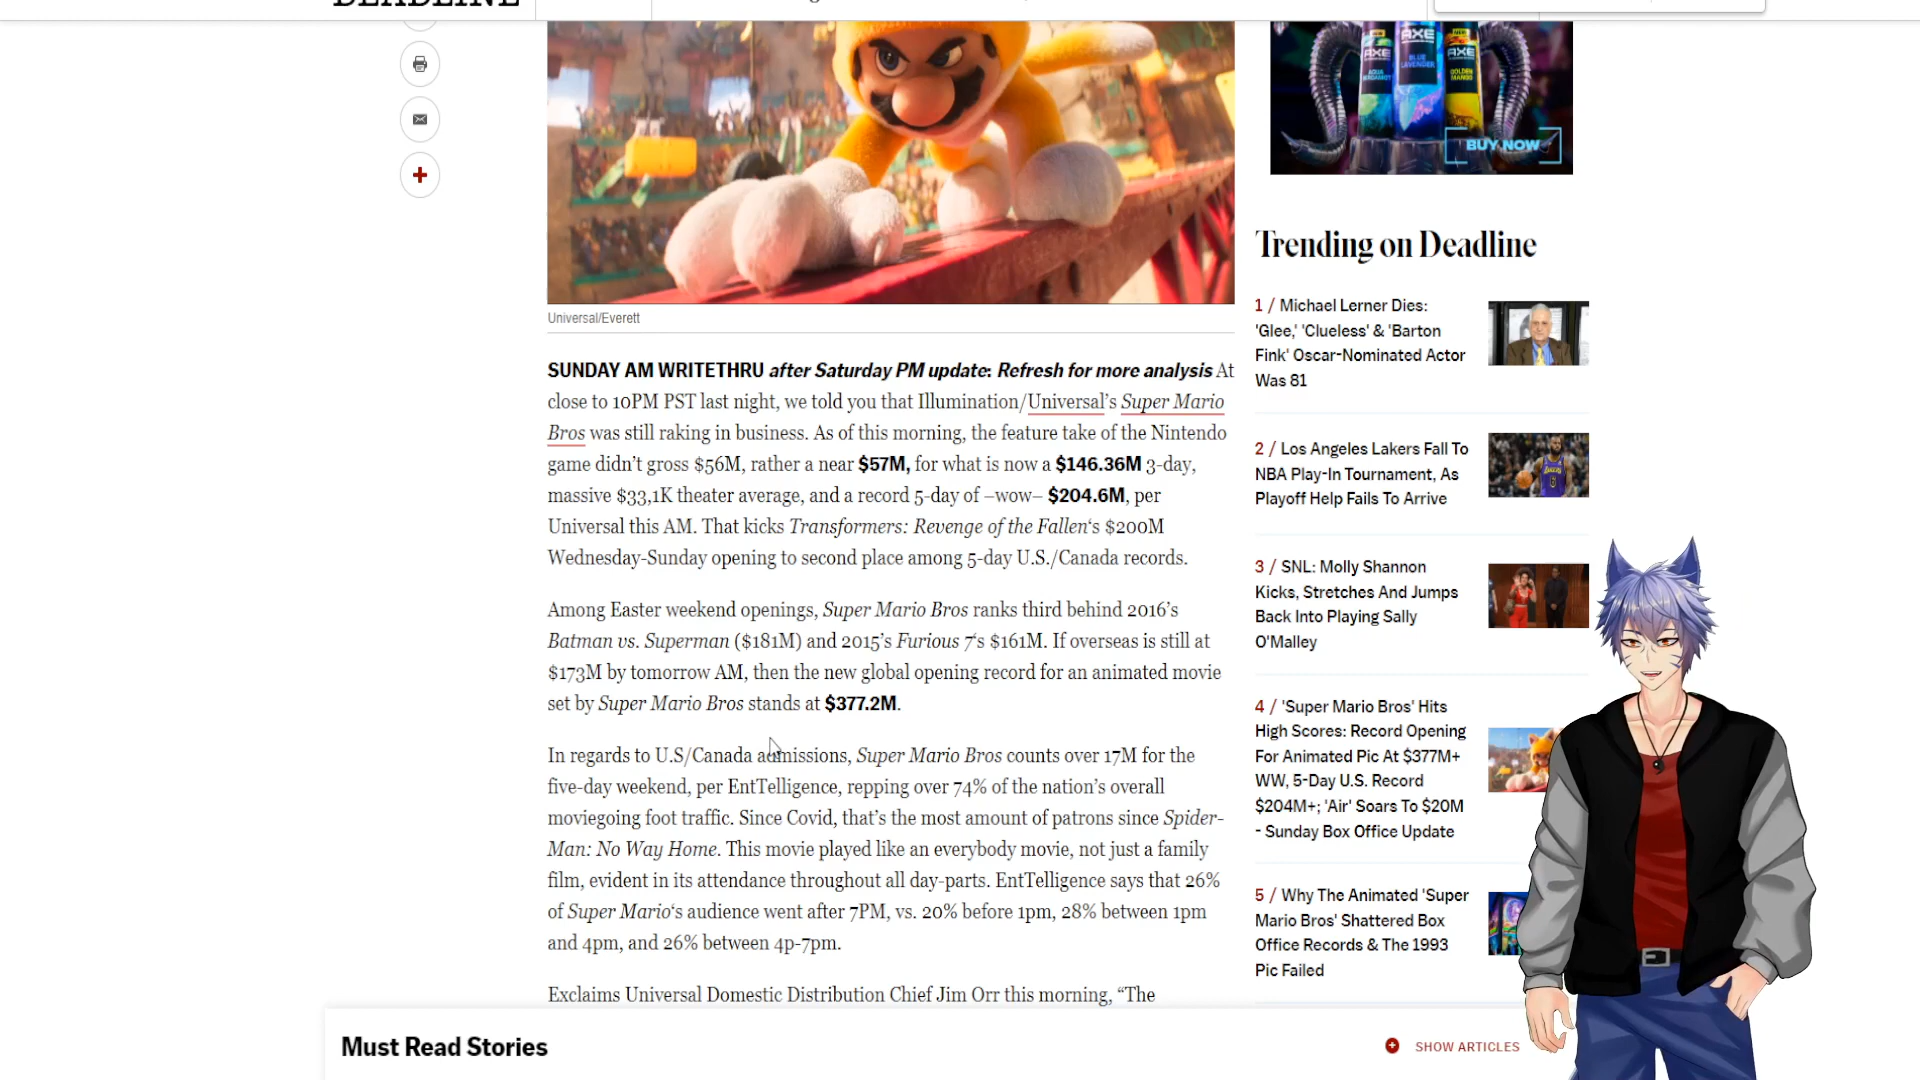 DEADLINE
AXE
AXE
AXE
AQUA BERGAMOT
BLUE LAVENDER
GOLDEN MANGO
BUY NOW
Universal/Everett
SUNDAY AM WRITETHRU after Saturday PM update: Refresh for more analysis At
close to 10PM PST last night, we told you that Illumination/Universal's Super Mario
Bros was still raking in business. As of this morning, the feature take of the Nintendo
game didn't gross $56M, rather a near $57M, for what is now a $146.36M 3-day,
massive $33,1K theater average, and a record 5-day of –wow– $204.6M, per
Universal this AM. That kicks Transformers: Revenge of the Fallen's $200M
Wednesday-Sunday opening to second place among 5-day U.S./Canada records.
Among Easter weekend openings, Super Mario Bros ranks third behind 2016's
Batman vs. Superman ($181M) and 2015's Furious 7's $161M. If overseas is still at
$173M by tomorrow AM, then the new global opening record for an animated movie
set by Super Mario Bros stands at $377.2M.
In regards to U.S/Canada admissions, Super Mario Bros counts over 17M for the
five-day weekend, per EntTelligence, repping over 74% of the nation's overall
moviegoing foot traffic. Since Covid, that's the most amount of patrons since Spider-
Man: No Way Home. This movie played like an everybody movie, not just a family
film, evident in its attendance throughout all day-parts. EntTelligence says that 26%
of Super Mario's audience went after 7PM, vs. 20% before 1pm, 28% between 1pm
and 4pm, and 26% between 4p-7pm.
Exclaims Universal Domestic Distribution Chief Jim Orr this morning, “The
Trending on Deadline
1 / Michael Lerner Dies:
'Glee,' 'Clueless' & 'Barton
Fink' Oscar-Nominated Actor
Was 81
2 / Los Angeles Lakers Fall To
NBA Play-In Tournament, As
Playoff Help Fails To Arrive
3 / SNL: Molly Shannon
Kicks, Stretches And Jumps
Back Into Playing Sally
O'Malley
4 / 'Super Mario Bros' Hits
High Scores: Record Opening
For Animated Pic At $377M+
WW, 5-Day U.S. Record
$204M+; 'Air' Soars To $20M
- Sunday Box Office Update
5 / Why The Animated 'Super
Mario Bros' Shattered Box
Office Records & The 1993
Pic Failed
Must Read Stories
SHOW ARTICLES